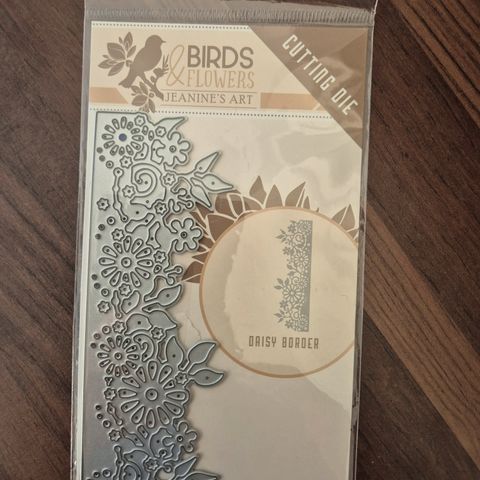 BIRDS
& FLOWERS
JEANINE'S ART
CUTTING DIE
DAISY BORDER